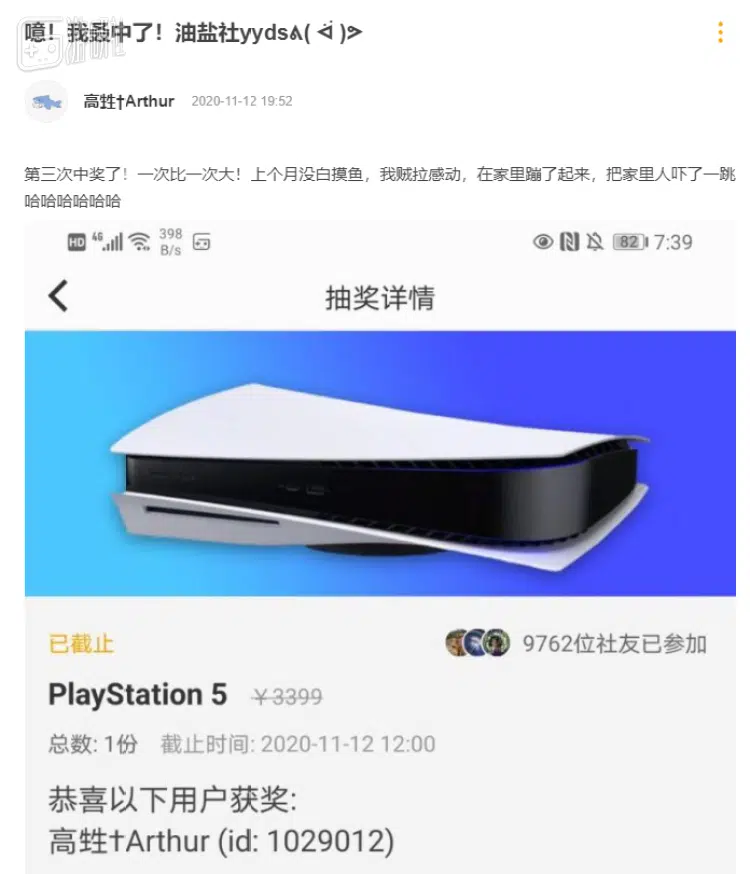 噫！我蟊中了！油盐社yyds٨( ᐛ )ᕗ
游研社
高甡†Arthur 2020-11-12 19:52
第三次中奖了！一次比一次大！上个月没白摸鱼，我贼拉感动，在家里蹦了起来，把家里人吓了一跳
哈哈哈哈哈哈
HD 4G 398 B/s 82 7:39
抽奖详情
已截止 9762位社友已参加
PlayStation 5 ￥3399
总数: 1份 截止时间: 2020-11-12 12:00
恭喜以下用户获奖:
高甡†Arthur (id: 1029012)